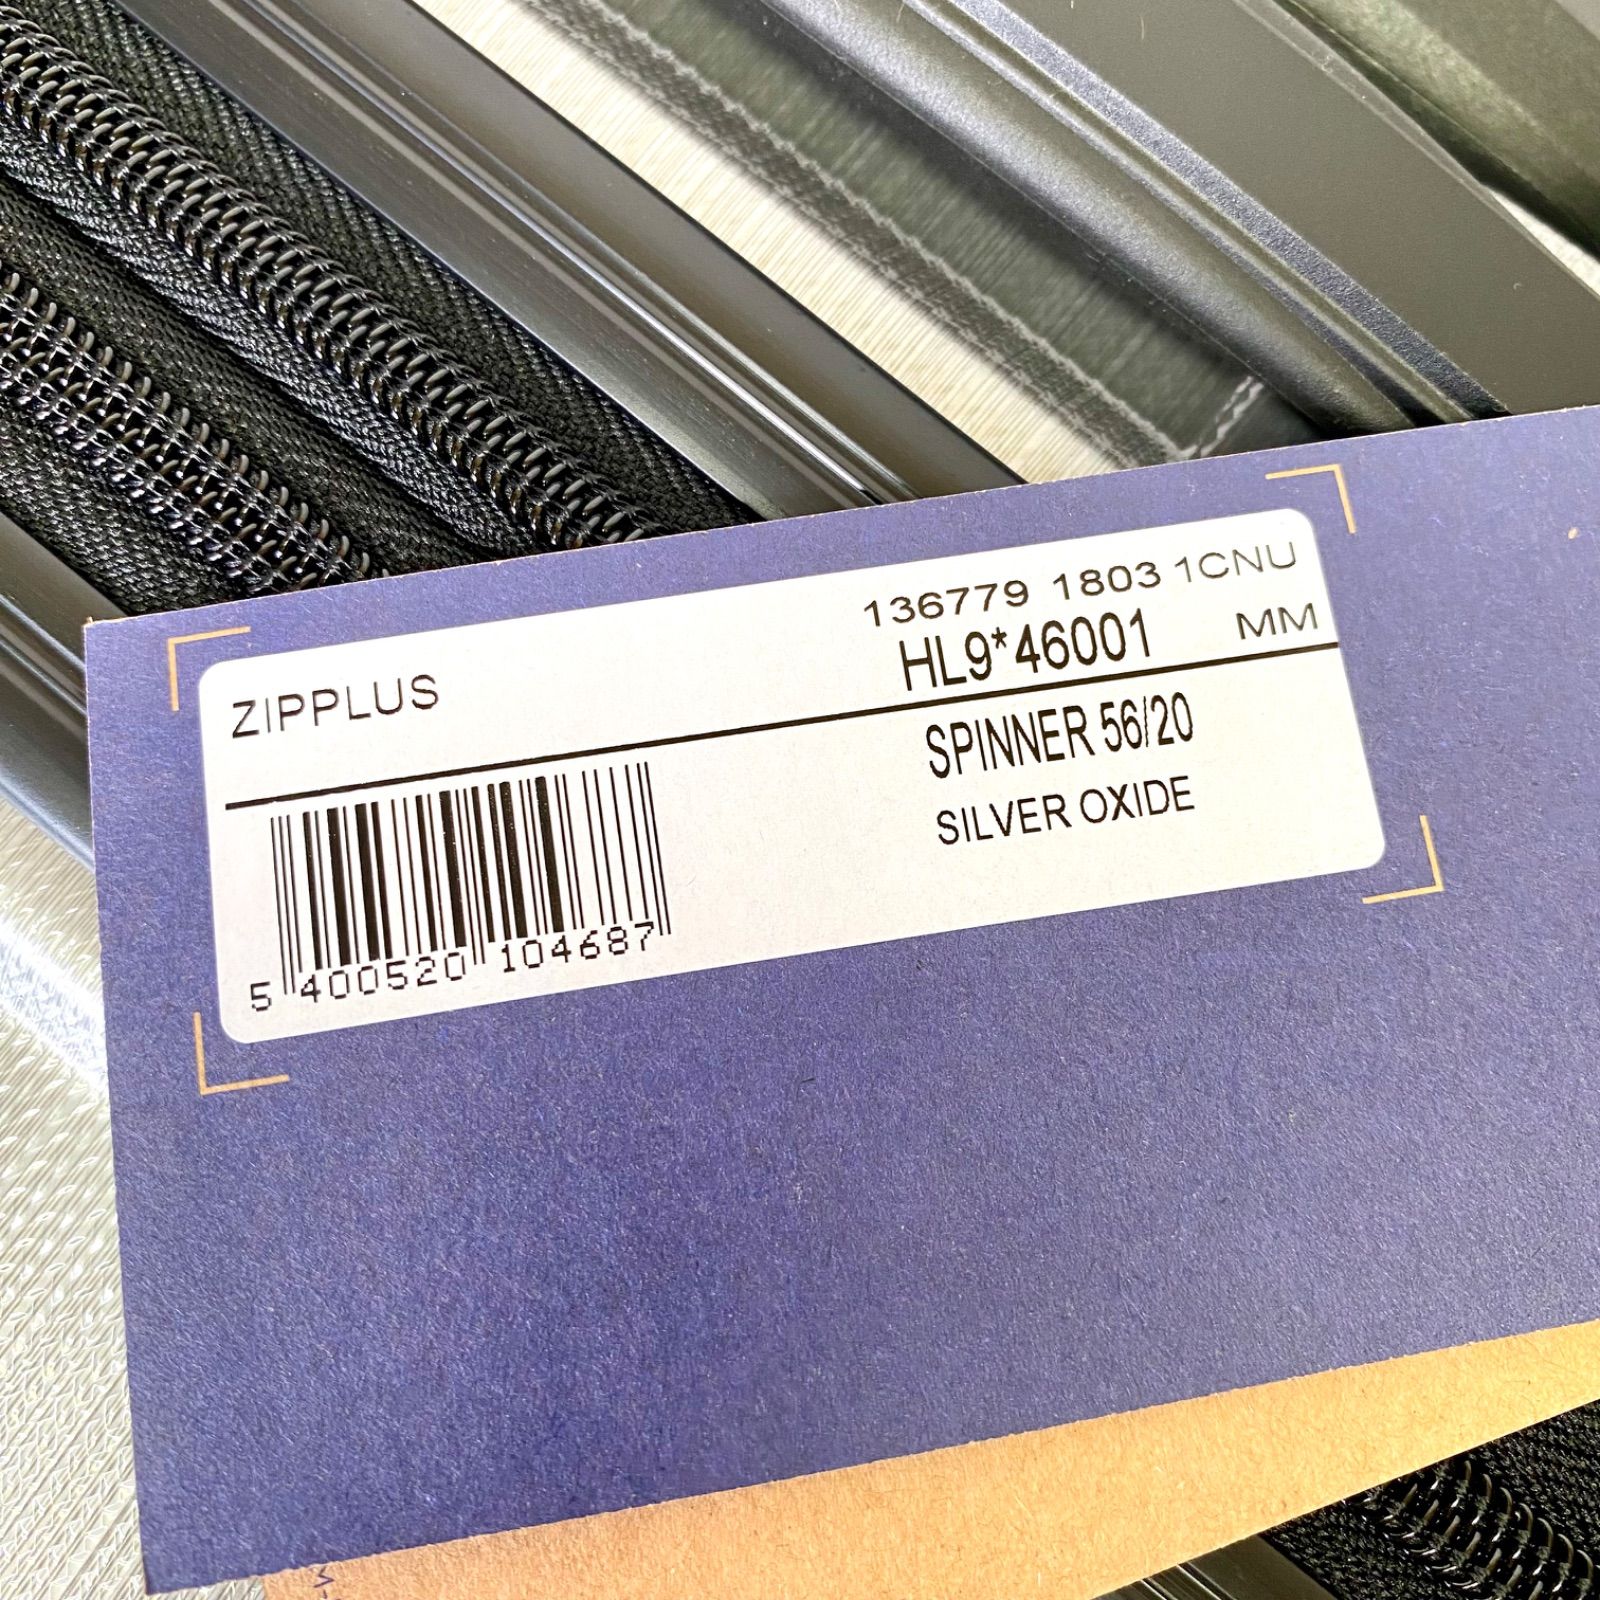 136779 1803 1CNU
HL9*46001 MM
ZIPPLUS
SPINNER 56/20
SILVER OXIDE
5 400520 104687